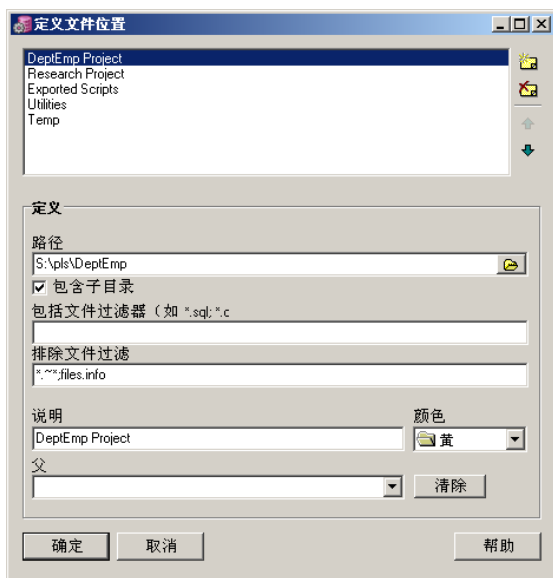 定义文件位置
DeptEmp Project
Research Project
Exported Scripts
Utilities
Temp
定义
路径
S:\pls\DeptEmp
包含子目录
包括文件过滤器（如 *.sql; *.c
排除文件过滤
*.~*;files.info
说明
颜色
DeptEmp Project
黄
父
清除
确定
取消
帮助